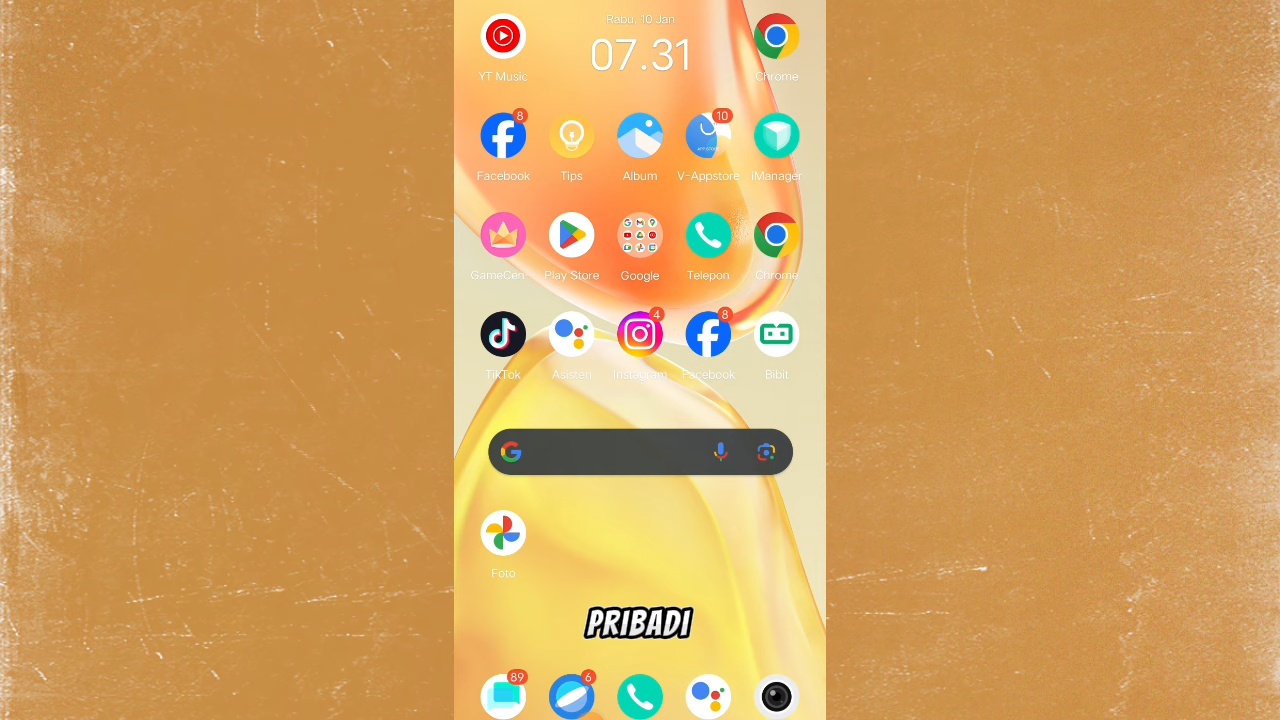 Rabu, 10 Jan
07.31
YT Music
Chrome
8
10
Facebook
Tips
Album
V-Appstore
iManager
GameCen
Play Store
Google
Telepon
Chrome
4
8
TikTok
Asisten
Instagram
Facebook
Bibit
Foto
PRIBADI
89
6